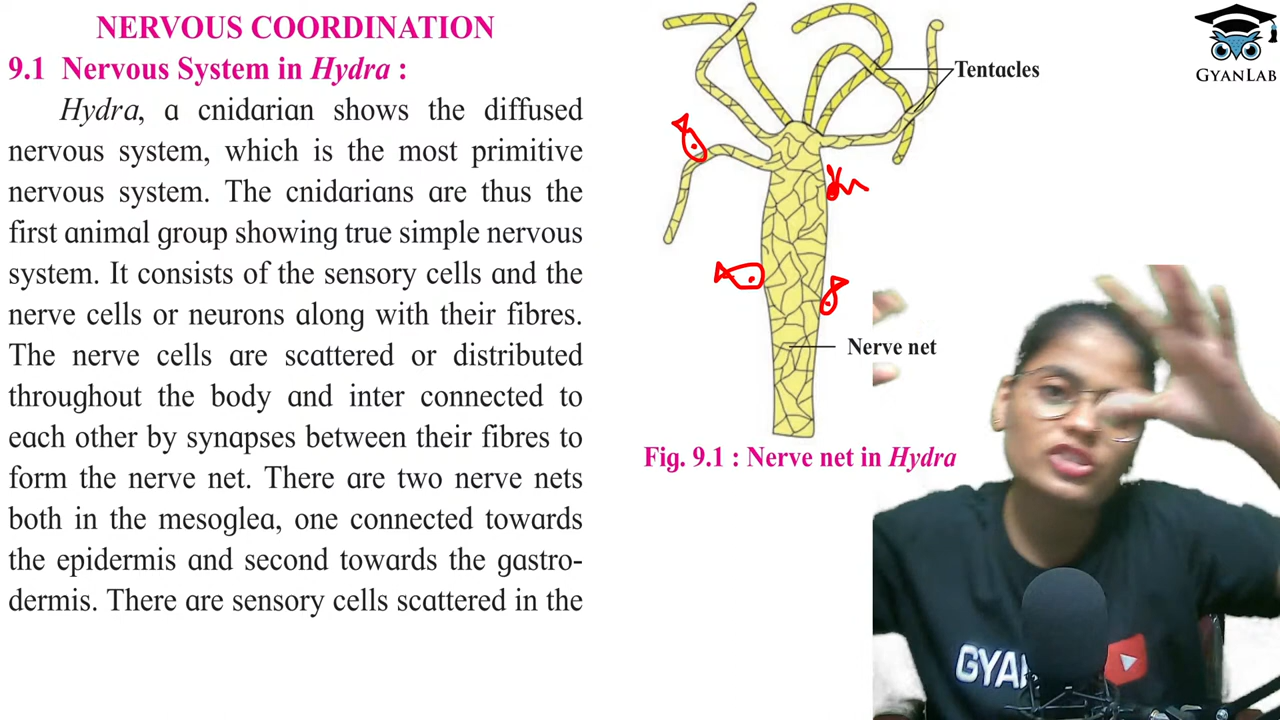 NERVOUS COORDINATION
9.1 Nervous System in Hydra :
Hydra, a cnidarian shows the diffused
nervous system, which is the most primitive
nervous system. The cnidarians are thus the
first animal group showing true simple nervous
system. It consists of the sensory cells and the
nerve cells or neurons along with their fibres.
The nerve cells are scattered or distributed
throughout the body and inter connected to
each other by synapses between their fibres to
form the nerve net. There are two nerve nets
both in the mesoglea, one connected towards
the epidermis and second towards the gastro-
dermis. There are sensory cells scattered in the
Tentacles
Nerve net
Fig. 9.1 : Nerve net in Hydra
GYANLAB